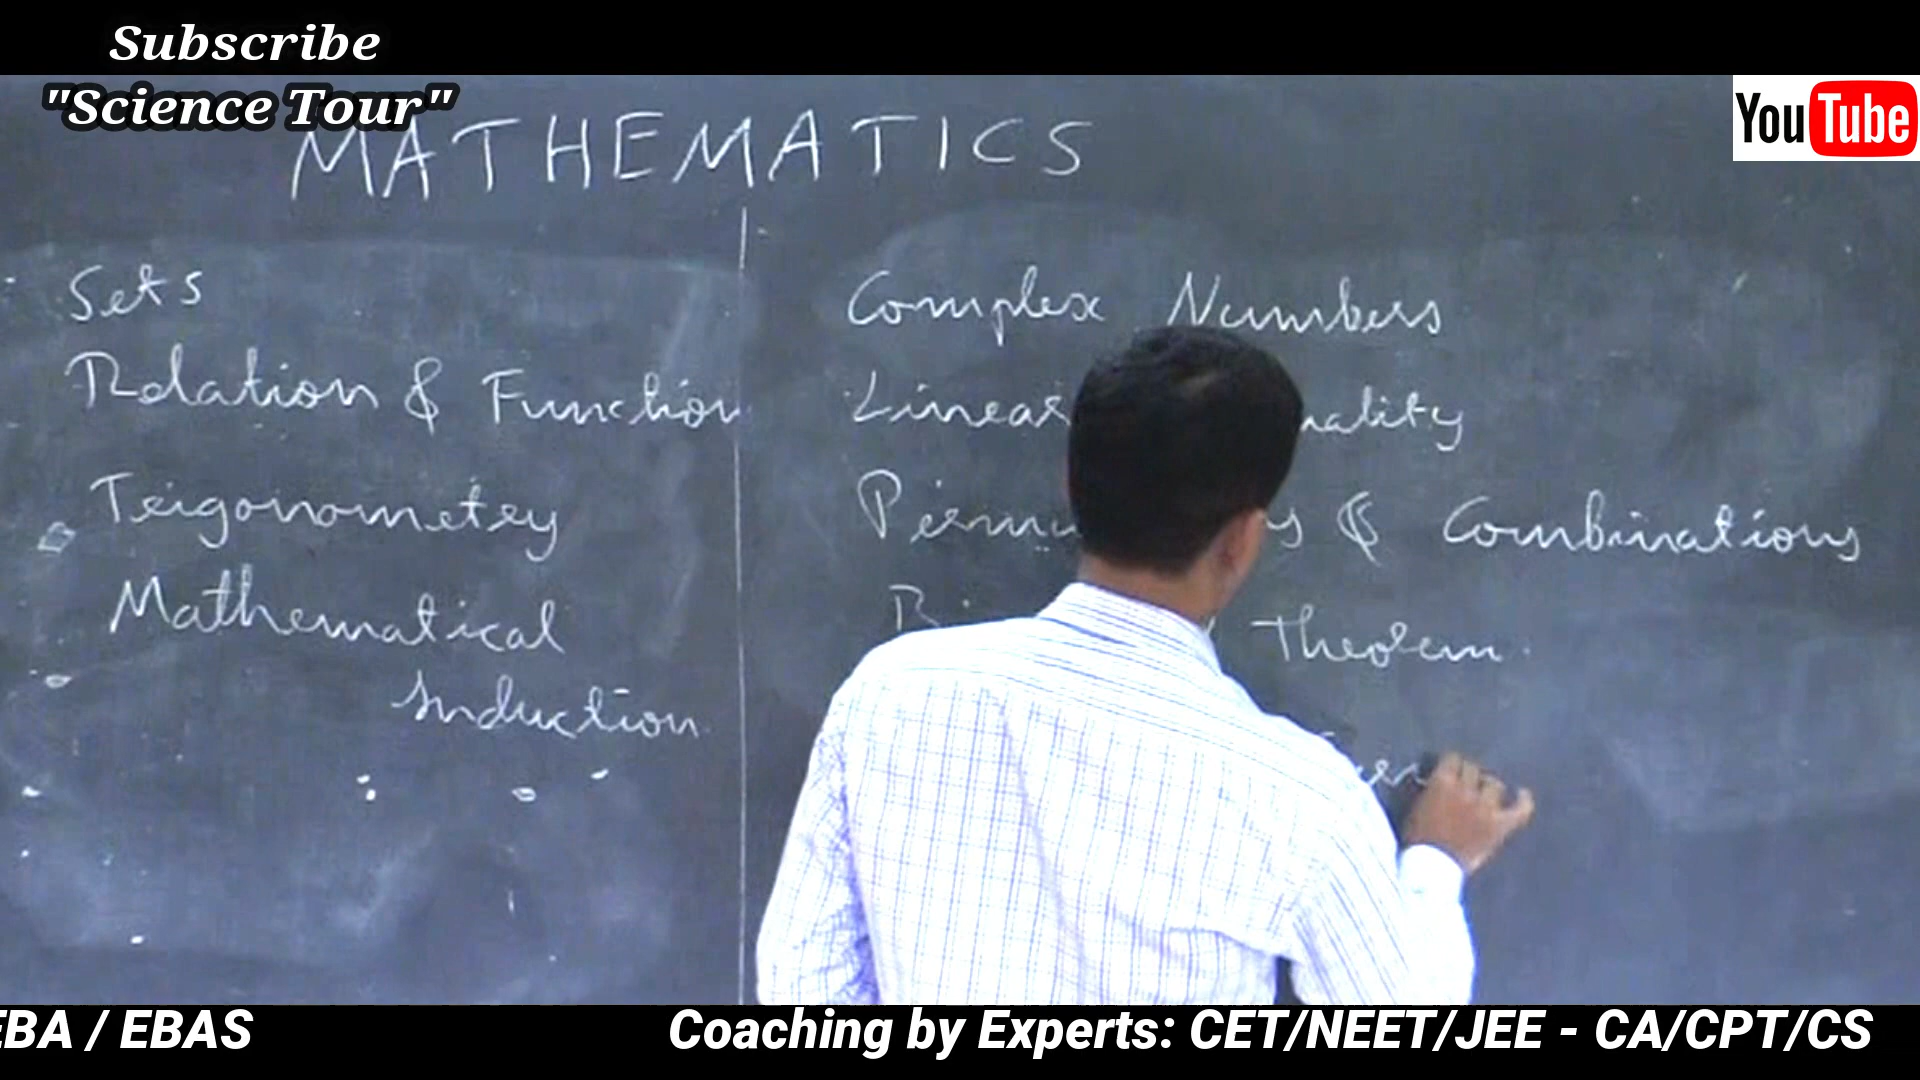 Subscribe
"Science Tour"
YouTube
MATHEMATICS
Sets
Relation & Function
Trigonometry
Mathematical
Induction
Complex Numbers
Linear
& Combinations
Theorem
EBA / EBAS
Coaching by Experts: CET/NEET/JEE - CA/CPT/CS